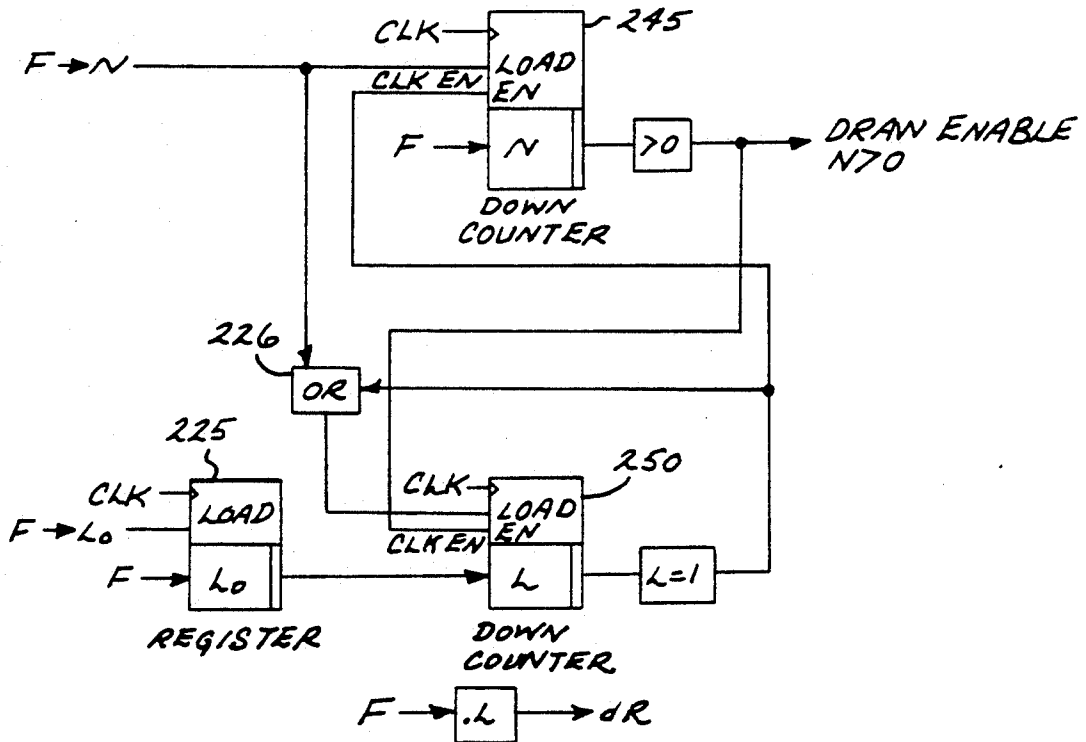 CLK
245
F→N
LOAD
CLK EN
EN
F→
N
>0
DRAW ENABLE
N>0
DOWN
COUNTER
226
OR
225
250
CLK
LOAD
CLK
LOAD
F→L₀
CLK EN
EN
F→
L₀
L
L=1
REGISTER
DOWN
COUNTER
F→
.L
→dR